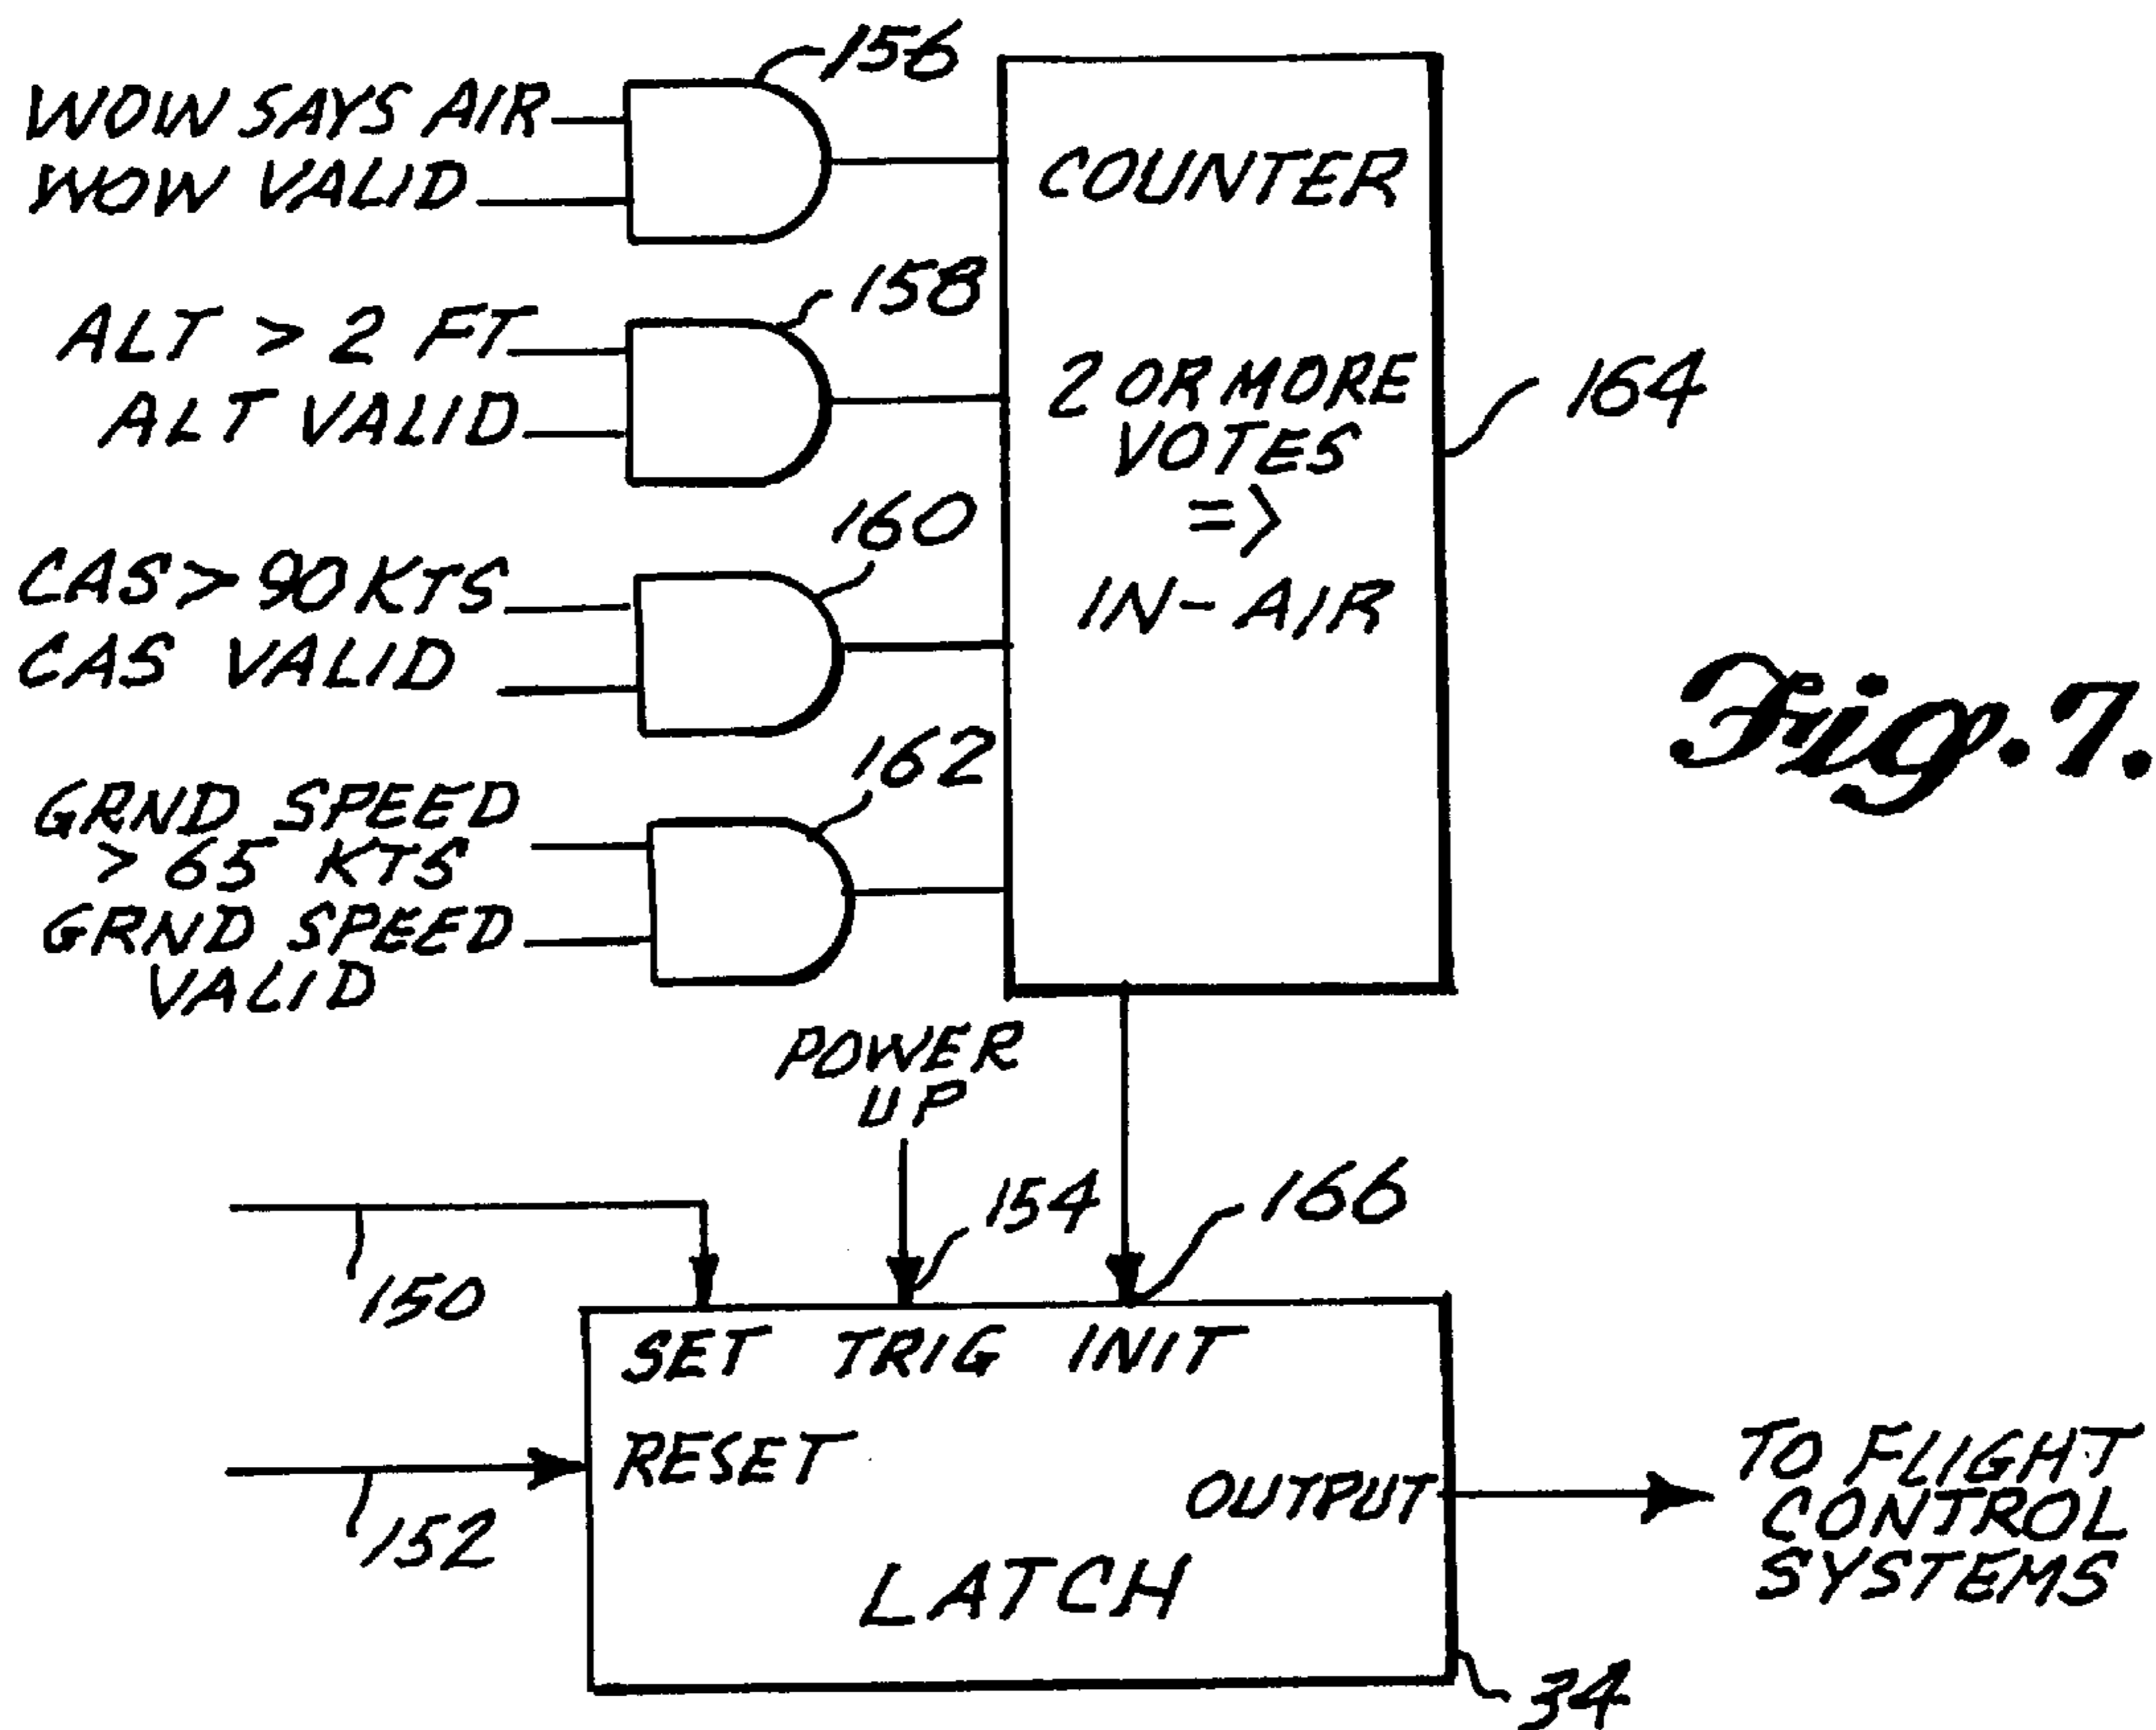 156
WOW SAYS AIR
WOW VALID
COUNTER
158
ALT > 2 FT
ALT VALID
2 OR MORE
VOTES
=>
IN-AIR
164
160
CAS > 90 KTS
CAS VALID
162
GRND SPEED
> 65 KTS
GRND SPEED
VALID
Fig.7.
POWER
UP
154
166
150
SET TRIG INIT
RESET
152
OUTPUT
LATCH
TO FLIGHT
CONTROL
SYSTEMS
34